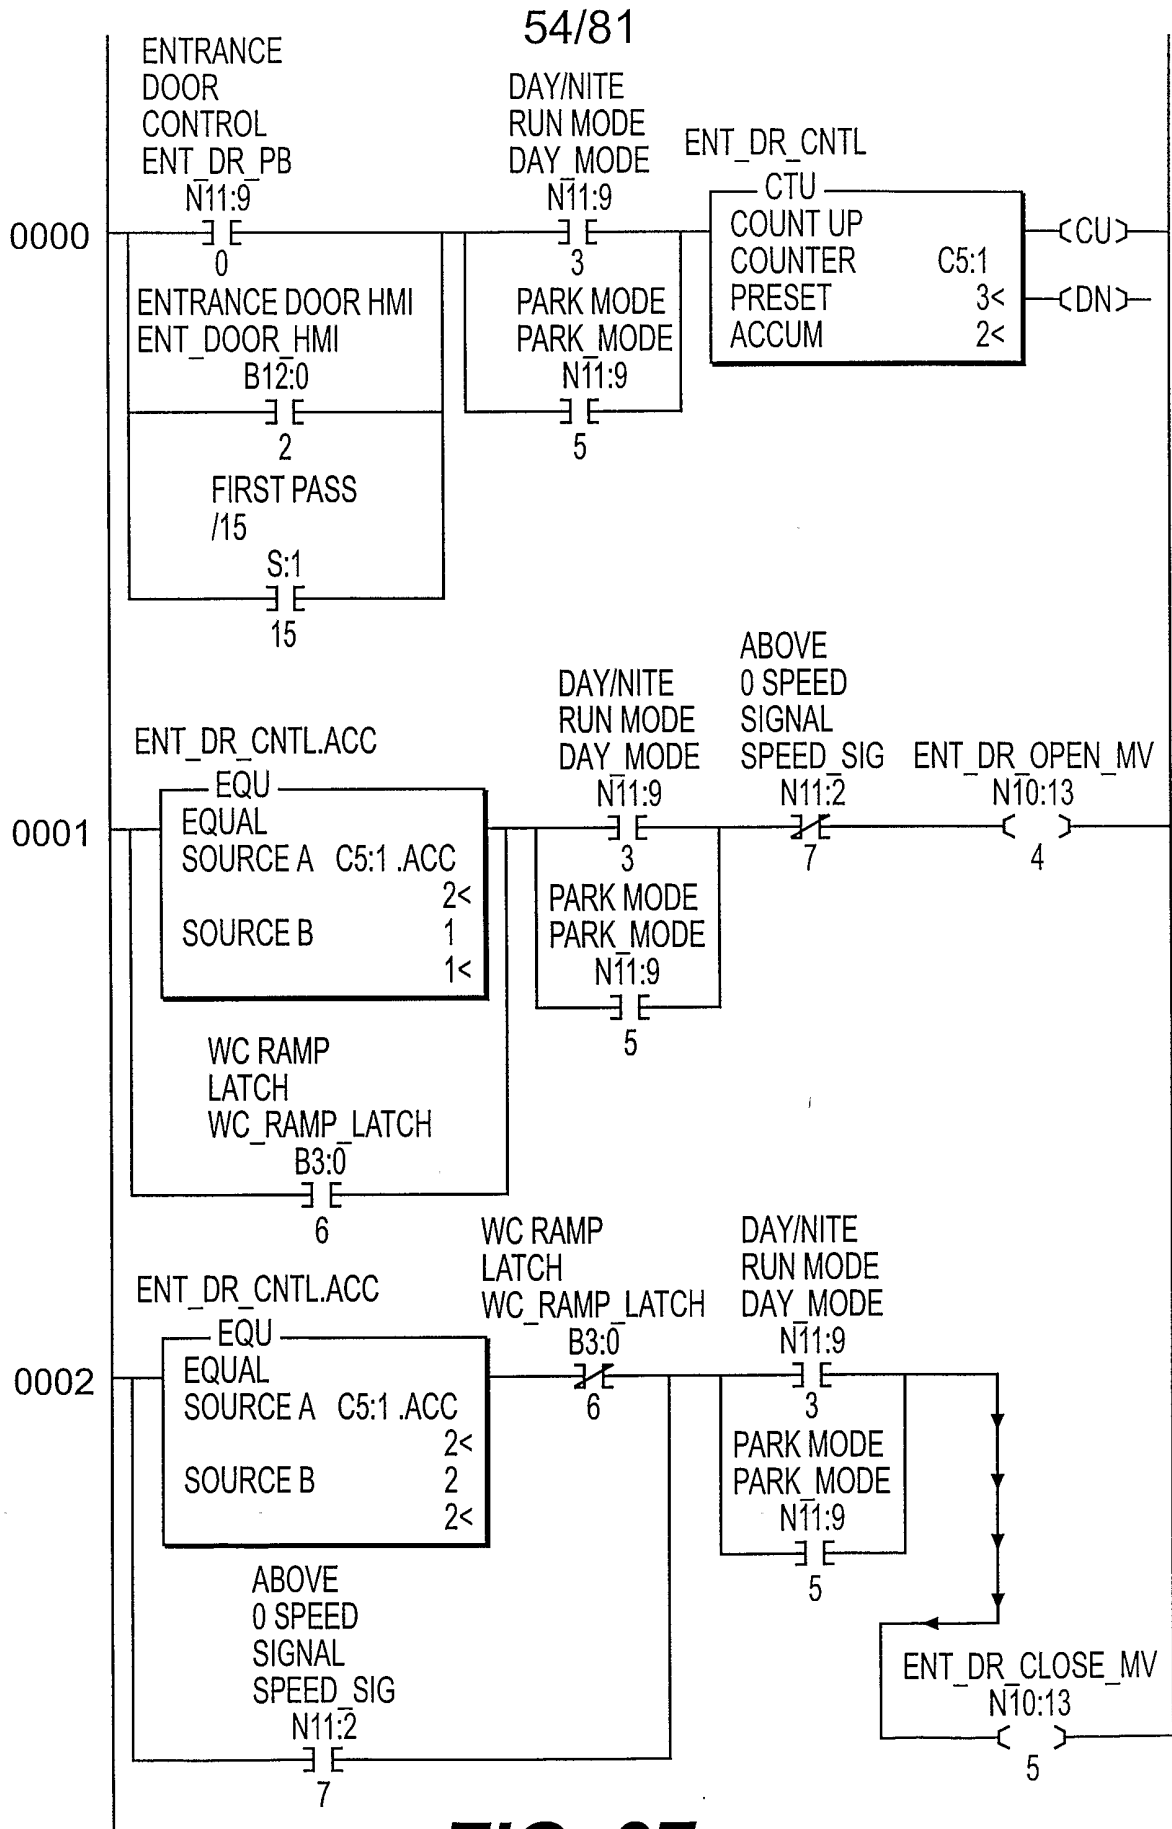 54/81
ENTRANCE
DOOR
CONTROL
ENT_DR_PB
N11:9
0
DAY/NITE
RUN MODE
DAY_MODE
N11:9
3
ENT_DR_CNTL
CTU
COUNT UP
COUNTER C5:1
PRESET 3<
ACCUM 2<
CU
DN
0000
ENTRANCE DOOR HMI
ENT_DOOR_HMI
B12:0
2
PARK MODE
PARK_MODE
N11:9
5
FIRST PASS
/15
S:1
15
ENT_DR_CNTL.ACC
EQU
EQUAL
SOURCE A C5:1 .ACC
2<
SOURCE B 1
1<
0001
DAY/NITE
RUN MODE
DAY_MODE
N11:9
3
ABOVE
0 SPEED
SIGNAL
SPEED_SIG
N11:2
7
ENT_DR_OPEN_MV
N10:13
4
PARK MODE
PARK_MODE
N11:9
5
WC RAMP
LATCH
WC_RAMP_LATCH
B3:0
6
ENT_DR_CNTL.ACC
EQU
EQUAL
SOURCE A C5:1 .ACC
2<
SOURCE B 2
2<
0002
WC RAMP
LATCH
WC_RAMP_LATCH
B3:0
6
DAY/NITE
RUN MODE
DAY_MODE
N11:9
3
PARK MODE
PARK_MODE
N11:9
5
ABOVE
0 SPEED
SIGNAL
SPEED_SIG
N11:2
7
ENT_DR_CLOSE_MV
N10:13
5